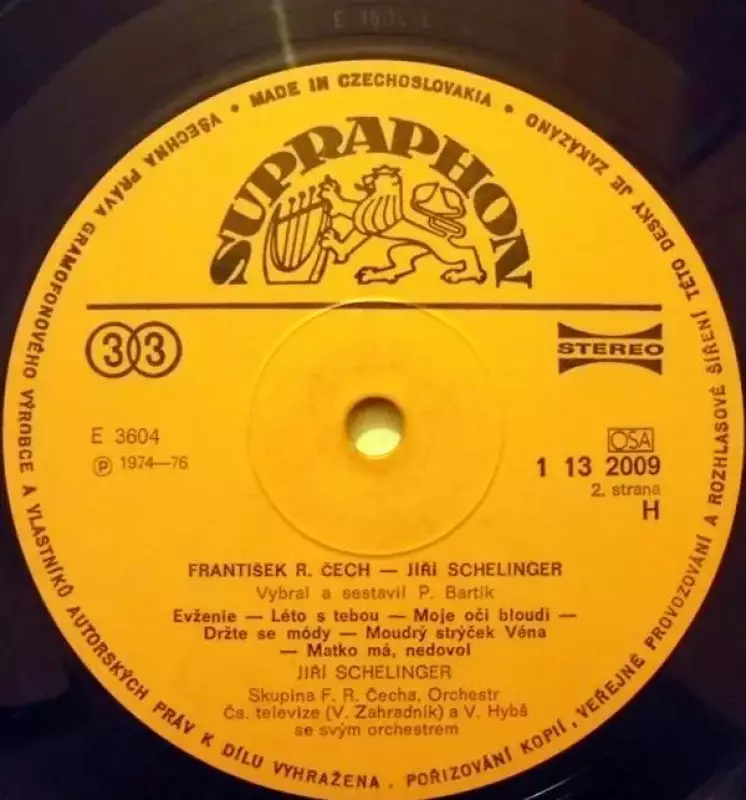 MADE IN CZECHOSLOVAKIA
SUPRAPHON
33
STEREO
E 3604
Ⓟ 1974—76
OSA
1 13 2009
2. strana
H
FRANTIŠEK R. ČECH — JIŘÍ SCHELINGER
Vybral a sestavil P. Bartík
Evženie — Léto s tebou — Moje oči bloudí —
Držte se módy — Moudrý strýček Véna
— Matko má, nedovol
JIŘÍ SCHELINGER
Skupina F. R. Čecha, Orchestr
Čs. televize (V. Zahradník) a V. Hybš
se svým orchestrem
VŠECHNA PRÁVA GRAMOFONOVÉHO VÝROBCE A VLASTNÍKŮ AUTORSKÝCH PRÁV K DÍLU VYHRAŽENA. POŘIZOVÁNÍ KOPIÍ, VEŘEJNÉ PROVOZOVÁNÍ A ROZHLASOVÉ ŠÍŘENÍ TÉTO DESKY JE ZAKÁZÁNO